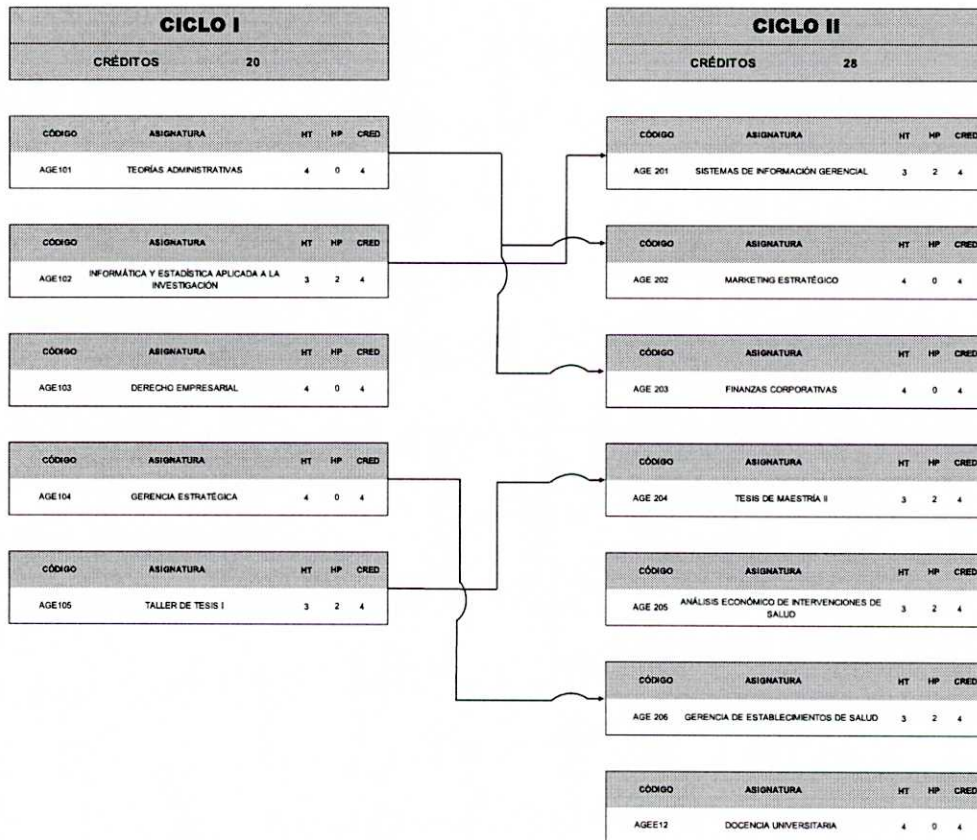 CICLO I
CRÉDITOS 20
CÓDIGO ASIGNATURA HT HP CRED
AGE101 TEORÍAS ADMINISTRATIVAS 4 0 4
CÓDIGO ASIGNATURA HT HP CRED
AGE102 INFORMÁTICA Y ESTADÍSTICA APLICADA A LA
INVESTIGACIÓN 3 2 4
CÓDIGO ASIGNATURA HT HP CRED
AGE103 DERECHO EMPRESARIAL 4 0 4
CÓDIGO ASIGNATURA HT HP CRED
AGE104 GERENCIA ESTRATÉGICA 4 0 4
CÓDIGO ASIGNATURA HT HP CRED
AGE105 TALLER DE TESIS I 3 2 4
CICLO II
CRÉDITOS 28
CÓDIGO ASIGNATURA HT HP CRED
AGE 201 SISTEMAS DE INFORMACIÓN GERENCIAL 3 2 4
CÓDIGO ASIGNATURA HT HP CRED
AGE 202 MARKETING ESTRATÉGICO 4 0 4
CÓDIGO ASIGNATURA HT HP CRED
AGE 203 FINANZAS CORPORATIVAS 4 0 4
CÓDIGO ASIGNATURA HT HP CRED
AGE 204 TESIS DE MAESTRÍA II 3 2 4
CÓDIGO ASIGNATURA HT HP CRED
AGE 205 ANÁLISIS ECONÓMICO DE INTERVENCIONES DE
SALUD 3 2 4
CÓDIGO ASIGNATURA HT HP CRED
AGE 206 GERENCIA DE ESTABLECIMIENTOS DE SALUD 3 2 4
CÓDIGO ASIGNATURA HT HP CRED
AGEE12 DOCENCIA UNIVERSITARIA 4 0 4